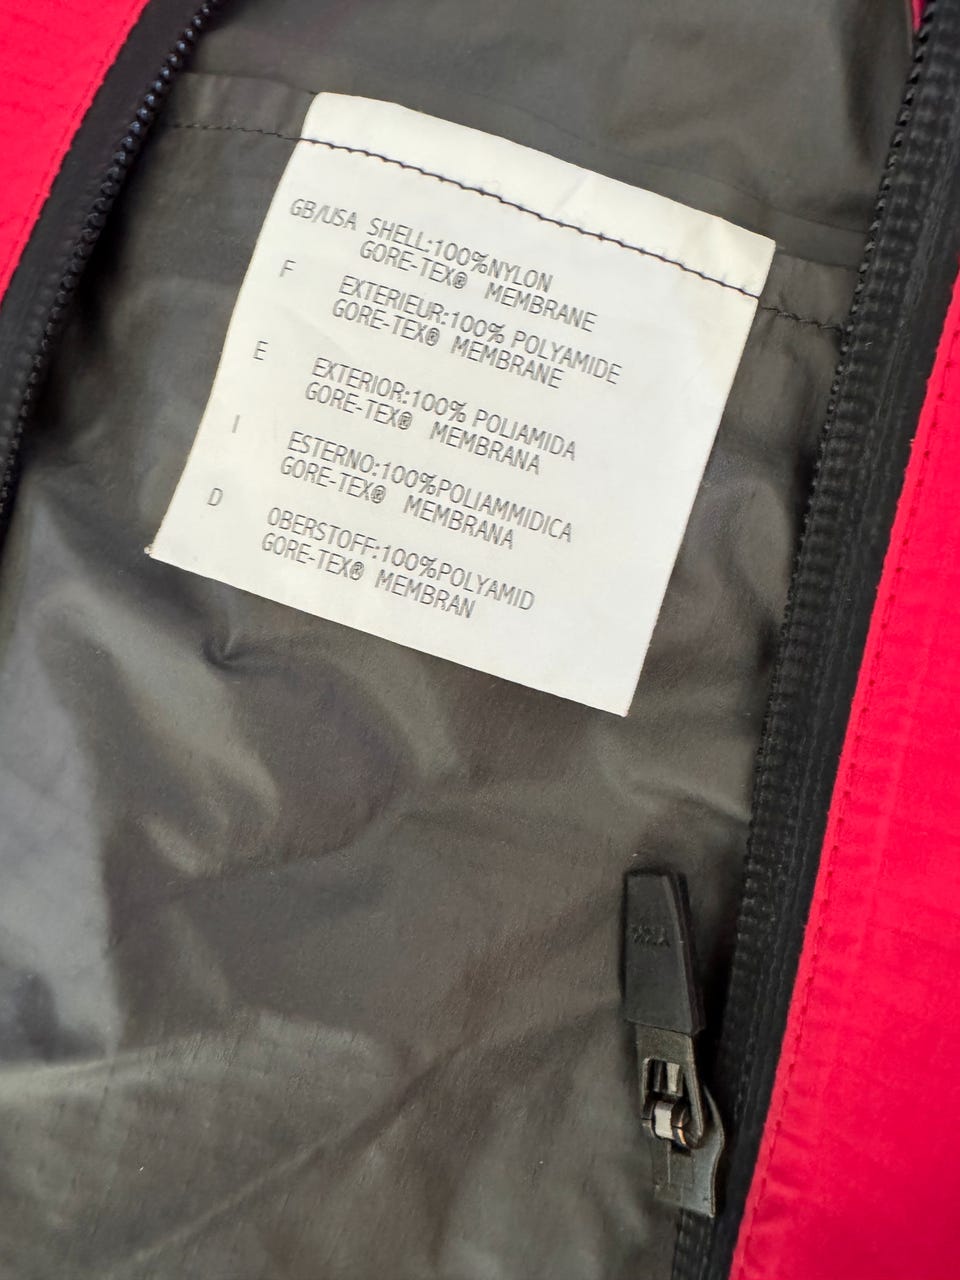 GB/USA SHELL:100%NYLON
GORE-TEX® MEMBRANE
F EXTERIEUR:100% POLYAMIDE
GORE-TEX® MEMBRANE
E EXTERIOR:100% POLIAMIDA
GORE-TEX® MEMBRANA
I ESTERNO:100%POLIAMMIDICA
GORE-TEX® MEMBRANA
D OBERSTOFF:100%POLYAMID
GORE-TEX® MEMBRAN